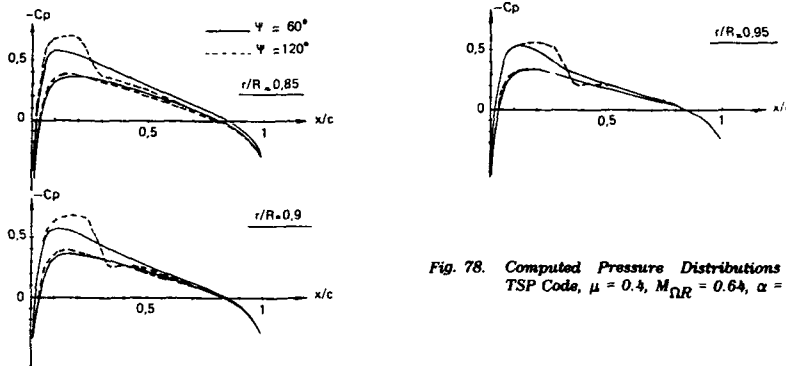 -Cp
0,5
0
0,5
1
x/c
Ψ = 60°
Ψ = 120°
r/R = 0,85
-Cp
0,5
0
0,5
1
x/c
r/R = 0,95
-Cp
0,5
0
0,5
1
x/c
r/R = 0,9
Fig. 78. Computed Pressure Distributions
TSP Code, μ = 0.4, MΩR = 0.64, α =